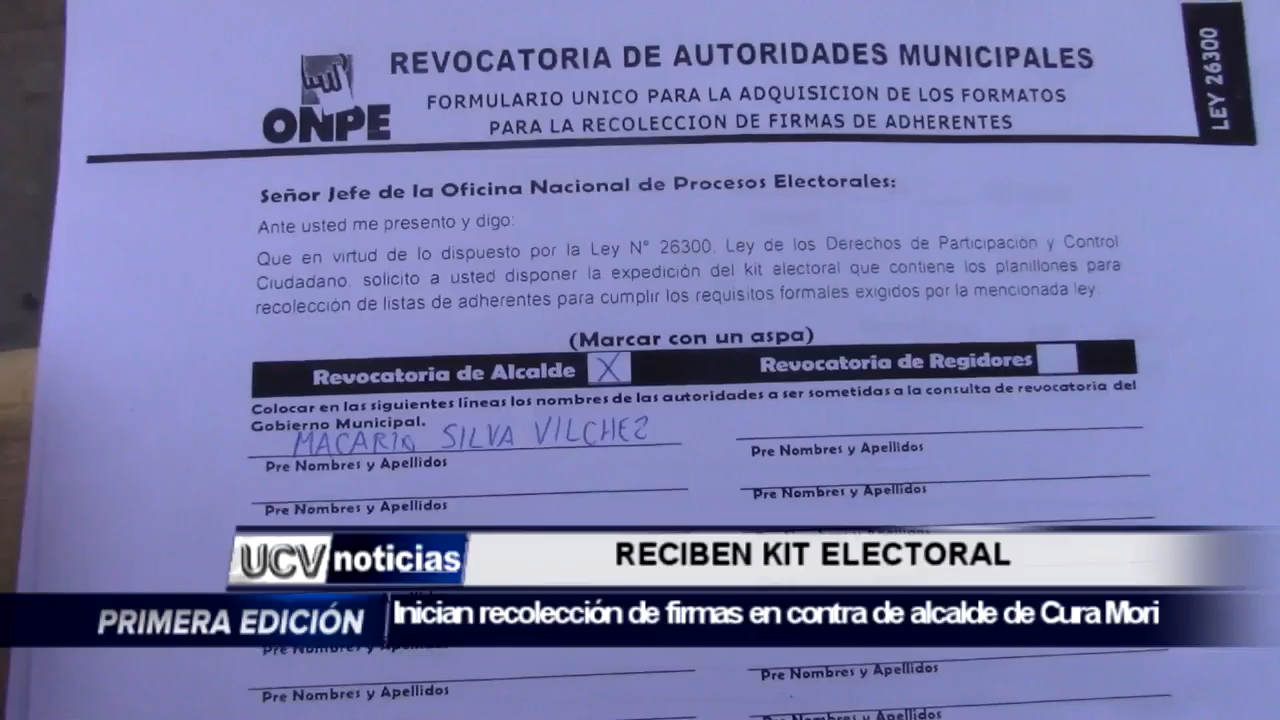 REVOCATORIA DE AUTORIDADES MUNICIPALES
FORMULARIO UNICO PARA LA ADQUISICION DE LOS FORMATOS
PARA LA RECOLECCION DE FIRMAS DE ADHERENTES
ONPE
LEY 26300
Señor Jefe de la Oficina Nacional de Procesos Electorales:
Ante usted me presento y digo:
Que en virtud de lo dispuesto por la Ley N° 26300. Ley de los Derechos de Participación y Control
Ciudadano. solicito a usted disponer la expedición del kit electoral que contiene los planillones para
recolección de listas de adherentes para cumplir los requisitos formales exigidos por la mencionada ley.
(Marcar con un aspa)
Revocatoria de Alcalde X Revocatoria de Regidores
Colocar en las siguientes líneas los nombres de las autoridades a ser sometidas a la consulta de revocatoria del
Gobierno Municipal.
MACARIO SILVA VILCHEZ
Pre Nombres y Apellidos Pre Nombres y Apellidos
Pre Nombres y Apellidos Pre Nombres y Apellidos
UCV noticias RECIBEN KIT ELECTORAL
PRIMERA EDICIÓN Inician recolección de firmas en contra de alcalde de Cura Mori
Pre Nombres y Apellidos Pre Nombres y Apellidos
Pre Nombres y Apellidos Pre Nombres y Apellidos